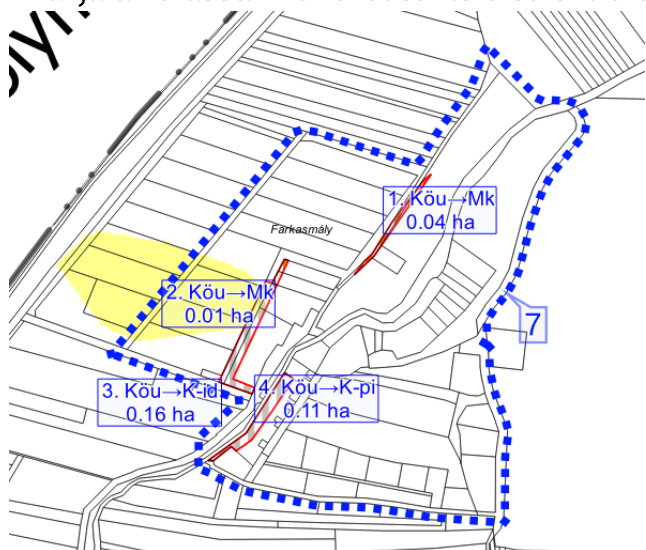 1. Köu→Mk
0.04 ha
Farkasmály
2. Köu→Mk
0.01 ha
7
3. Köu→K-id
0.16 ha
4. Köu→K-pi
0.11 ha